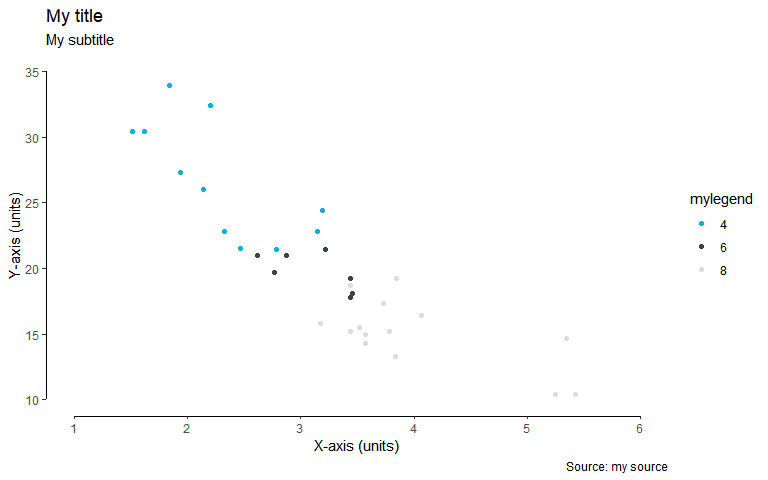 My title
My subtitle
35
30
25
20
15
10
Y-axis (units)
1 2 3 4 5 6
X-axis (units)
mylegend
4
6
8
Source: my source